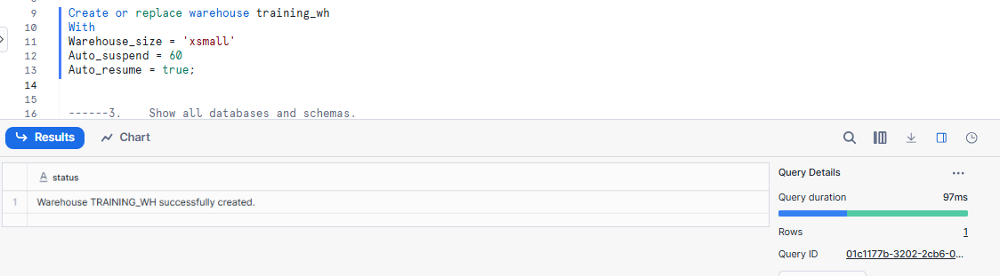 9 Create or replace warehouse training_wh
10 With
11 Warehouse_size = 'xsmall'
12 Auto_suspend = 60
13 Auto_resume = true;
14
15
16 ------3. Show all databases and schemas.
Results Chart
A status
1 Warehouse TRAINING_WH successfully created.
Query Details ...
Query duration 97ms
Rows 1
Query ID 01c1177b-3202-2cb6-0...